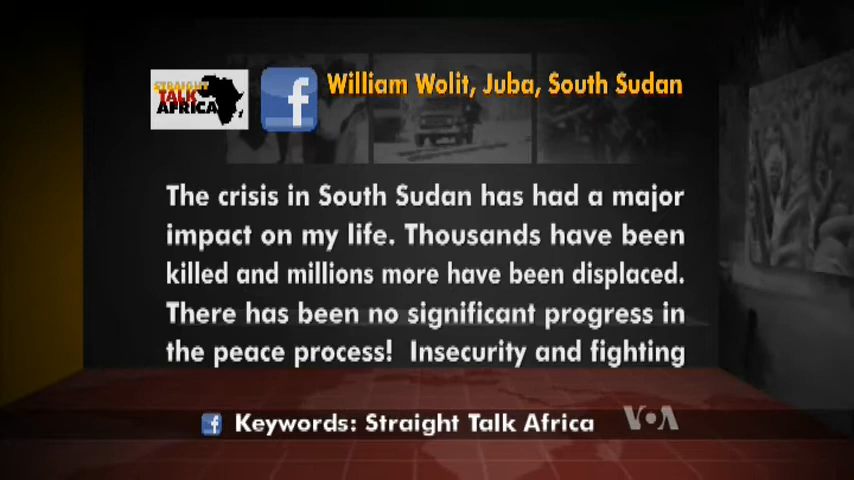 STRAIGHT
TALK
AFRICA
f
William Wolit, Juba, South Sudan
The crisis in South Sudan has had a major
impact on my life. Thousands have been
killed and millions more have been displaced.
There has been no significant progress in
the peace process! Insecurity and fighting
f
Keywords: Straight Talk Africa
VOA